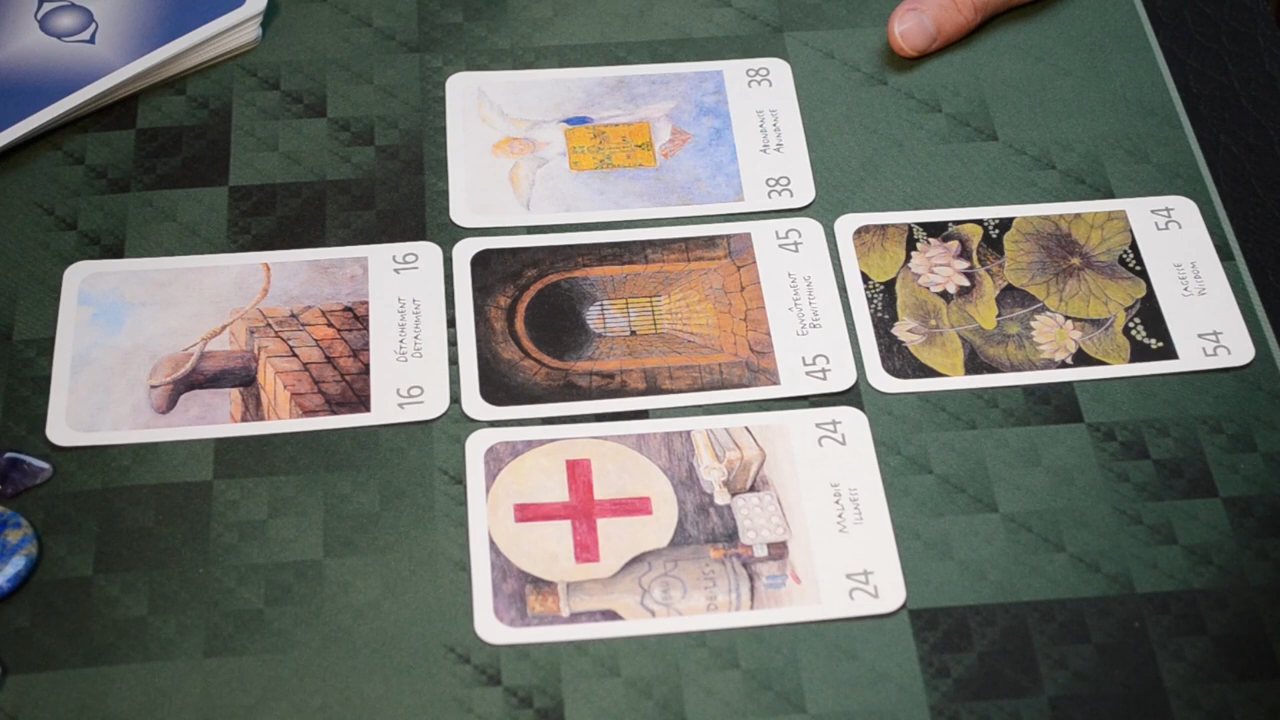 38
ABONDANCE
ABUNDANCE
38
16
DÉTACHEMENT
DETACHMENT
16
45
ENVOÛTEMENT
BEWITCHING
45
54
SAGESSE
WISDOM
54
24
MALADIE
ILLNESS
24